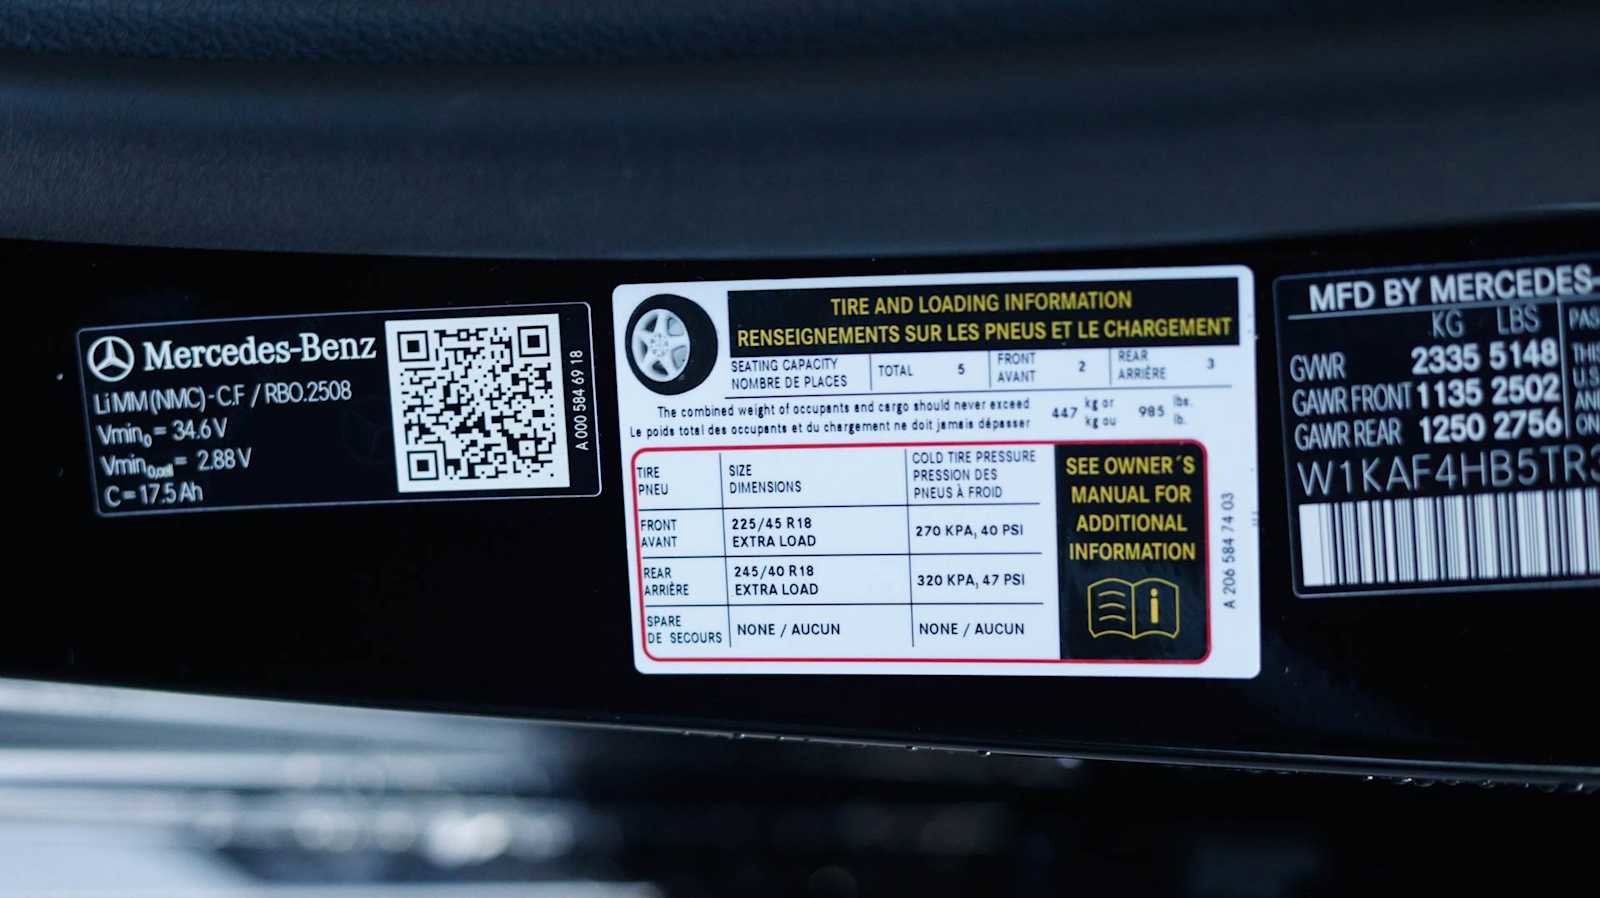 Mercedes-Benz
LiMM(NMC)-C.F / RBO.2508
Vmin0 = 34.6V
Vmin0,cell = 2.88V
C = 17.5 Ah
A 000 584 69 18
TIRE AND LOADING INFORMATION
RENSEIGNEMENTS SUR LES PNEUS ET LE CHARGEMENT
SEATING CAPACITY
NOMBRE DE PLACES
TOTAL 5
FRONT
AVANT
2
REAR
ARRIÈRE
3
The combined weight of occupants and cargo should never exceed
Le poids total des occupants et du chargement ne doit jamais dépasser
447
kg or
kg ou
985
lbs.
lb.
TIRE
PNEU
SIZE
DIMENSIONS
COLD TIRE PRESSURE
PRESSION DES
PNEUS À FROID
FRONT
AVANT
225/45 R18
EXTRA LOAD
270 KPA, 40 PSI
REAR
ARRIÈRE
245/40 R18
EXTRA LOAD
320 KPA, 47 PSI
SPARE
DE SECOURS
NONE / AUCUN
NONE / AUCUN
SEE OWNER´S
MANUAL FOR
ADDITIONAL
INFORMATION
A 206 584 74 03
MFD BY MERCEDES-
KG LBS
GVWR 2335 5148
GAWR FRONT 1135 2502
GAWR REAR 1250 2756
W1KAF4HB5TR
PAS
THIS
U.S.
AND
ON